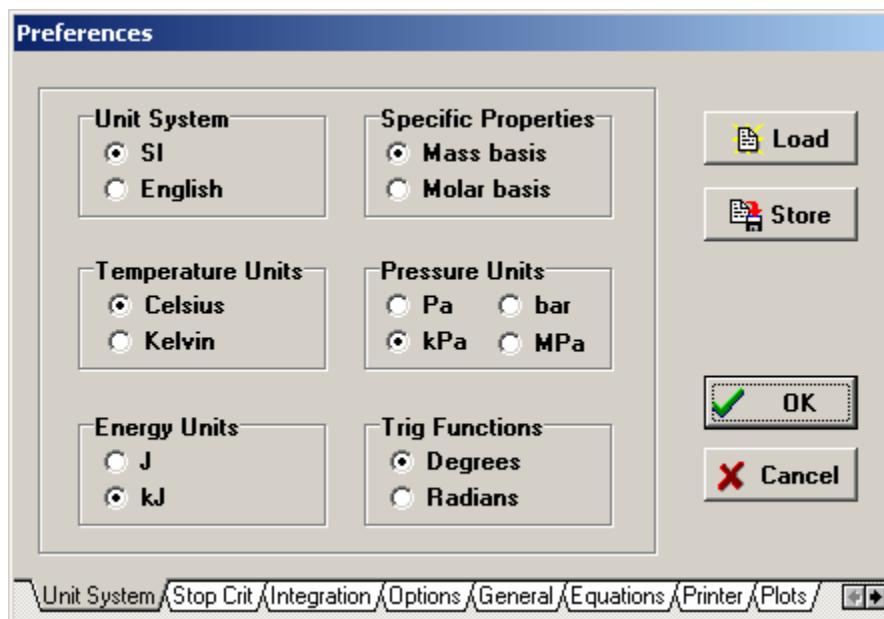 Preferences
Unit System
SI
English
Specific Properties
Mass basis
Molar basis
Load
Store
Temperature Units
Celsius
Kelvin
Pressure Units
Pa
bar
kPa
MPa
Energy Units
J
kJ
Trig Functions
Degrees
Radians
OK
Cancel
Unit System
Stop Crit
Integration
Options
General
Equations
Printer
Plots